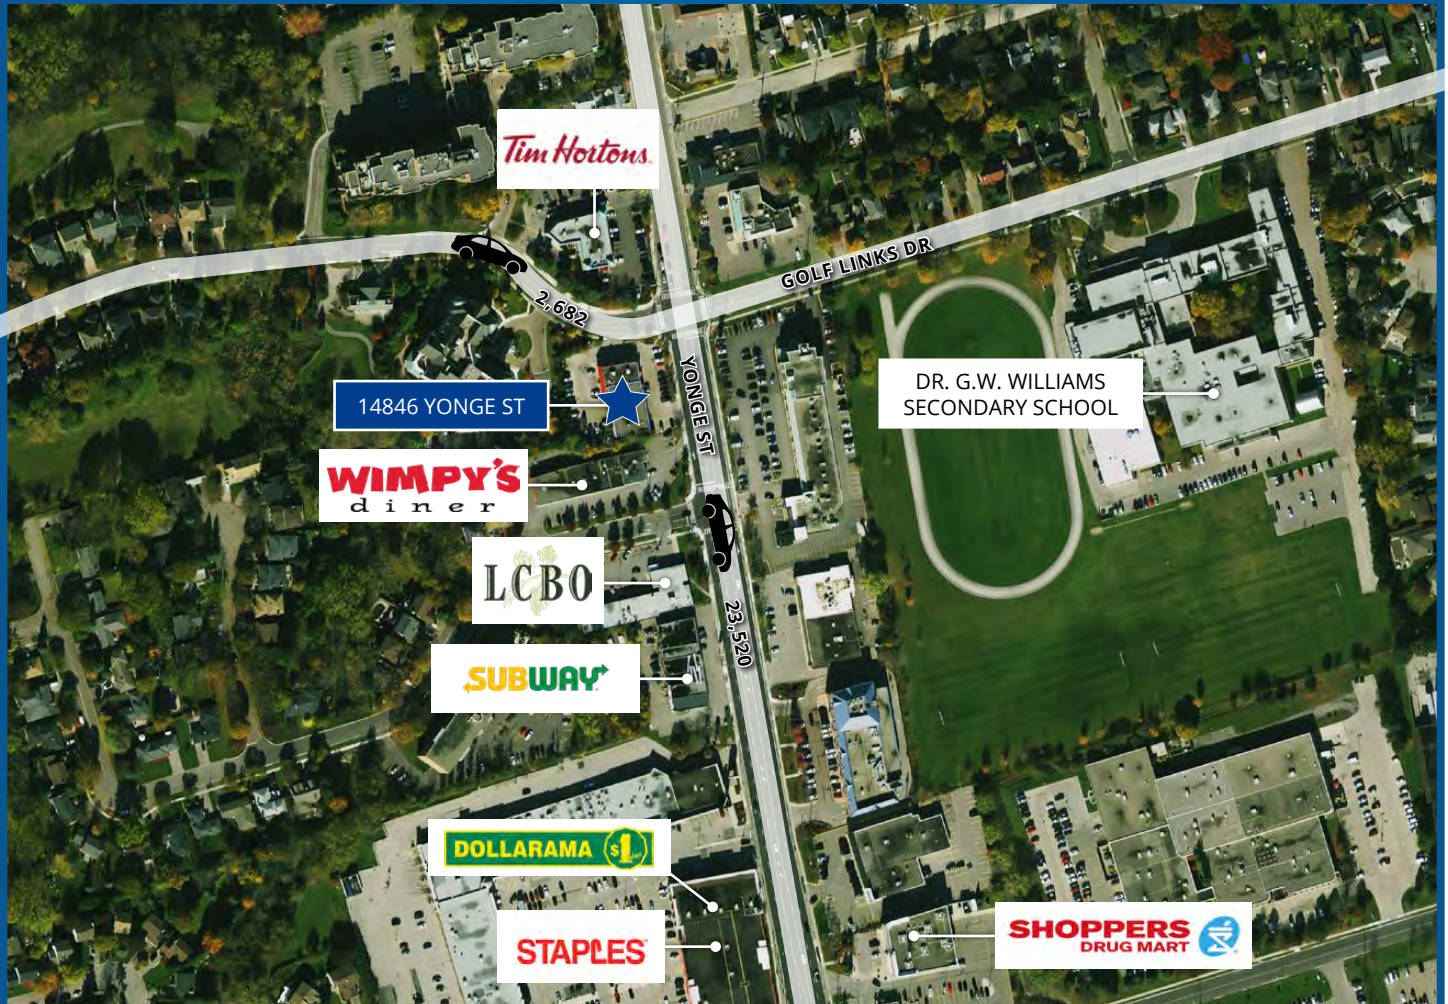 Tim Hortons.
GOLF LINKS DR
2,682
YONGE ST
14846 YONGE ST
DR. G.W. WILLIAMS
SECONDARY SCHOOL
WIMPY'S
diner
LCBO
23,520
SUBWAY
DOLLARAMA $1
STAPLES
SHOPPERS
DRUG MART